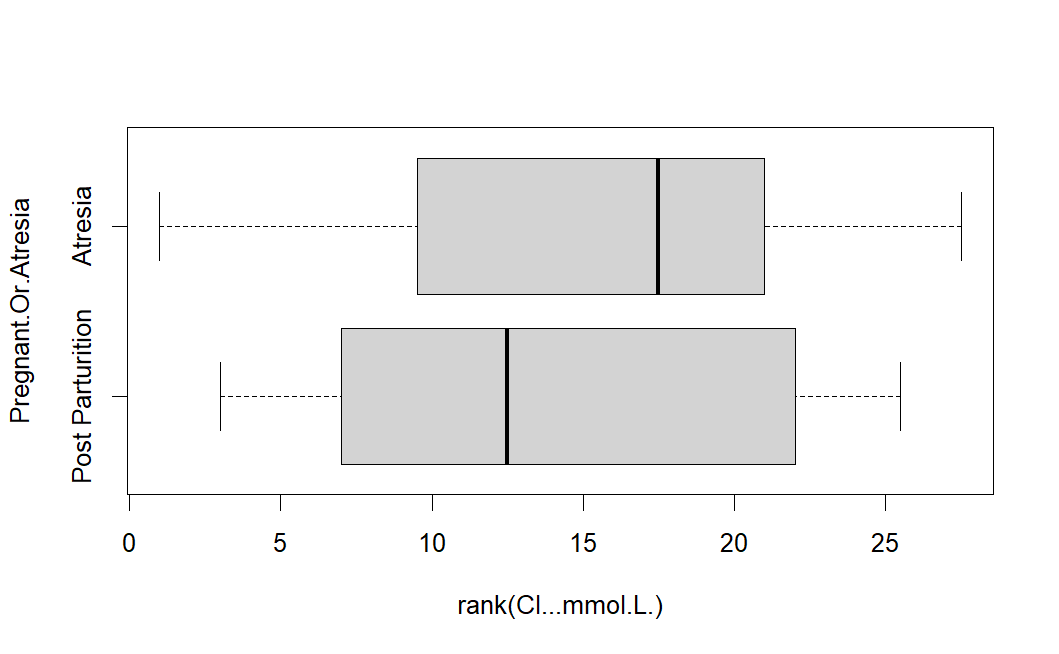 Pregnant.Or.Atresia
Atresia
Post Parturition
0 5 10 15 20 25
rank(Cl...mmol.L.)